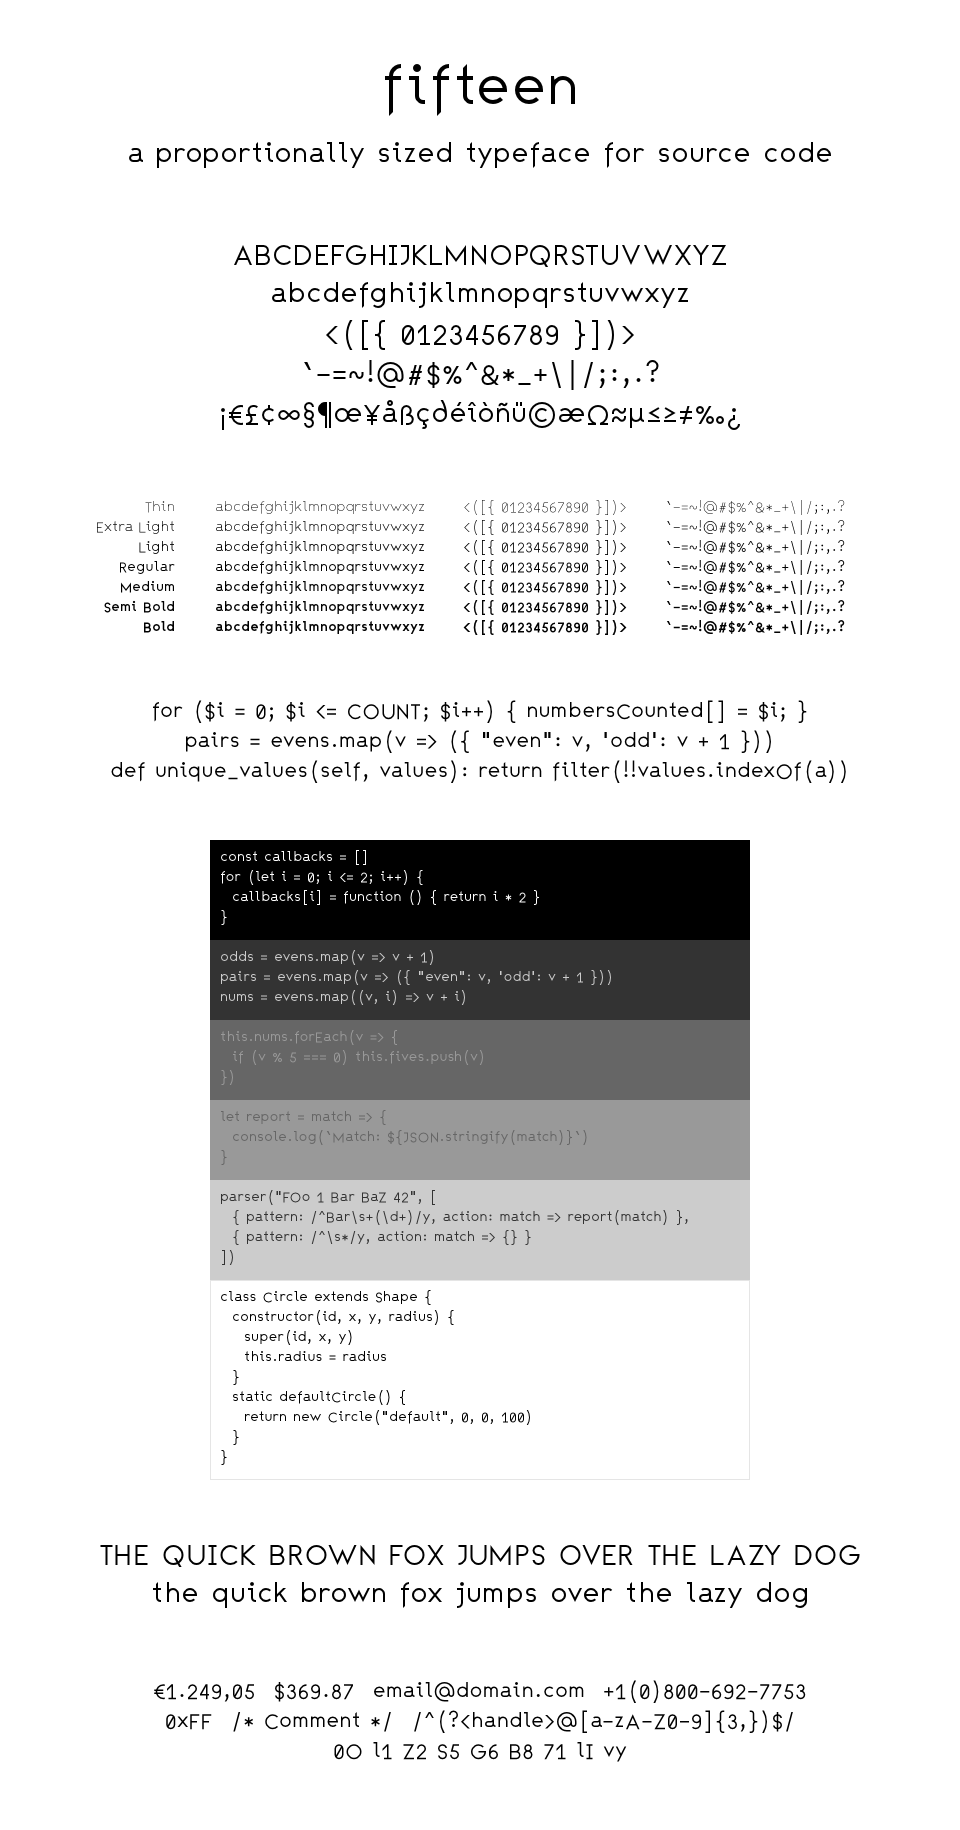 fifteen
a proportionally sized typeface for source code
ABCDEFGHIJKLMNOPQRSTUVWXYZ
abcdefghijklmnopqrstuvwxyz
<([{ 0123456789 }])>
`-=~!@#$%^&*_+\|/;:,.?
¡€£¢∞§¶œ¥åßç∂éîòñü©æΩ≈µ≤≥≠‰¿
Thin abcdefghijklmnopqrstuvwxyz <([{ 01234567890 }])> `-=~!@#$%^&*_+\|/;:,.?
Extra Light abcdefghijklmnopqrstuvwxyz <([{ 01234567890 }])> `-=~!@#$%^&*_+\|/;:,.?
Light abcdefghijklmnopqrstuvwxyz <([{ 01234567890 }])> `-=~!@#$%^&*_+\|/;:,.?
Regular abcdefghijklmnopqrstuvwxyz <([{ 01234567890 }])> `-=~!@#$%^&*_+\|/;:,.?
Medium abcdefghijklmnopqrstuvwxyz <([{ 01234567890 }])> `-=~!@#$%^&*_+\|/;:,.?
Semi Bold abcdefghijklmnopqrstuvwxyz <([{ 01234567890 }])> `-=~!@#$%^&*_+\|/;:,.?
Bold abcdefghijklmnopqrstuvwxyz <([{ 01234567890 }])> `-=~!@#$%^&*_+\|/;:,.?
for ($i = 0; $i <= COUNT; $i++) { numbersCounted[] = $i; }
pairs = evens.map(v => ({ "even": v, 'odd': v + 1 }))
def unique_values(self, values): return filter(!!values.indexOf(a))
const callbacks = []
for (let i = 0; i <= 2; i++) {
  callbacks[i] = function () { return i * 2 }
}
odds = evens.map(v => v + 1)
pairs = evens.map(v => ({ "even": v, 'odd': v + 1 }))
nums = evens.map((v, i) => v + i)
this.nums.forEach(v => {
  if (v % 5 === 0) this.fives.push(v)
})
let report = match => {
  console.log(`Match: ${JSON.stringify(match)}`)
}
parser("FOo 1 Bar BaZ 42", [
  { pattern: /^Bar\s+(\d+)/y, action: match => report(match) },
  { pattern: /^\s*/y, action: match => {} }
])
class Circle extends Shape {
  constructor(id, x, y, radius) {
    super(id, x, y)
    this.radius = radius
  }
  static defaultCircle() {
    return new Circle("default", 0, 0, 100)
  }
}
THE QUICK BROWN FOX JUMPS OVER THE LAZY DOG
the quick brown fox jumps over the lazy dog
€1.249,05 $369.87 email@domain.com +1(0)800-692-7753
0xFF /* Comment */ /^(?<handle>@[a-zA-Z0-9]{3,})$/
0O l1 Z2 S5 G6 B8 71 lI vy